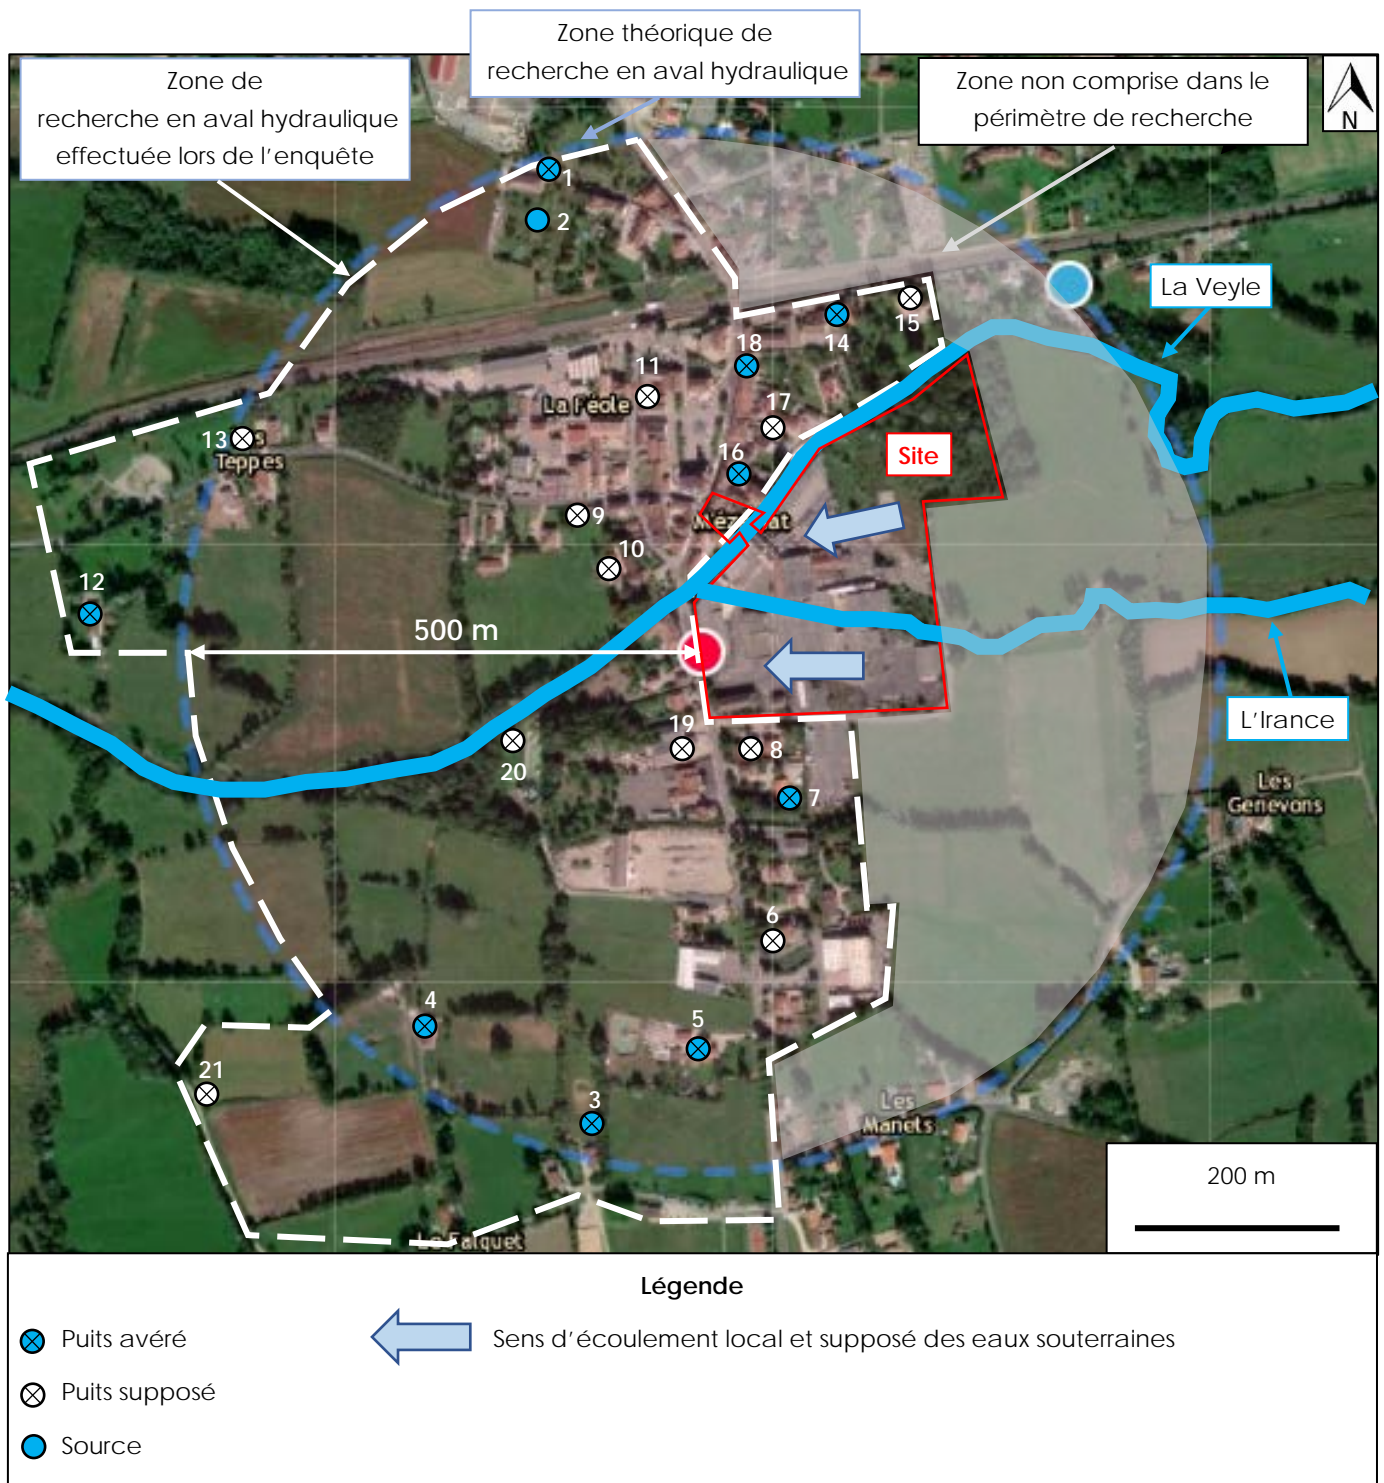 Zone théorique de
recherche en aval hydraulique
Zone de
recherche en aval hydraulique
effectuée lors de l'enquête
Zone non comprise dans le
périmètre de recherche
N
1
2
La Veyle
15
14
18
11
La Féole
17
13
Teppes
Site
16
9
10
12
500 m
L'Irance
19
8
20
7
Les
Genevons
6
4
5
21
3
Les
Manets
200 m
Légende
Puits avéré
Sens d'écoulement local et supposé des eaux souterraines
Puits supposé
Source